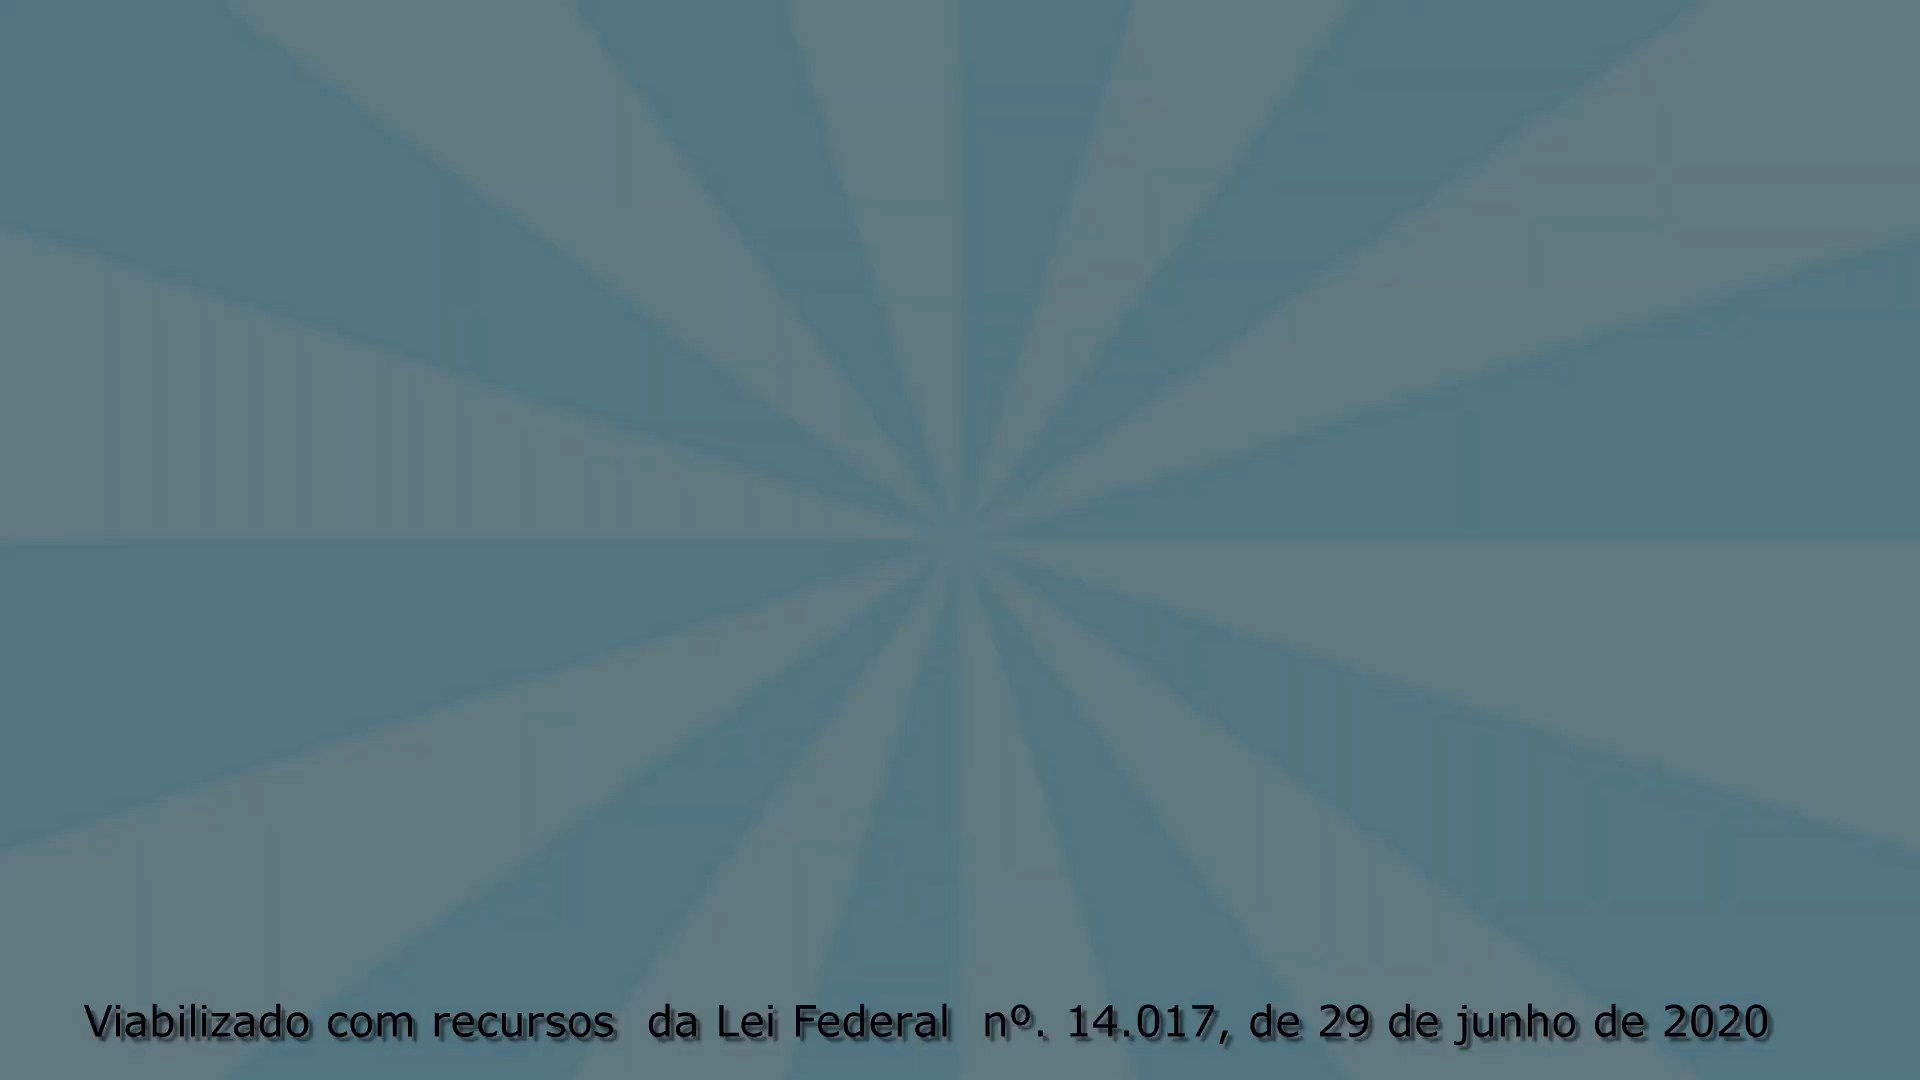 Viabilizado com recursos  da Lei Federal  nº. 14.017, de 29 de junho de 2020